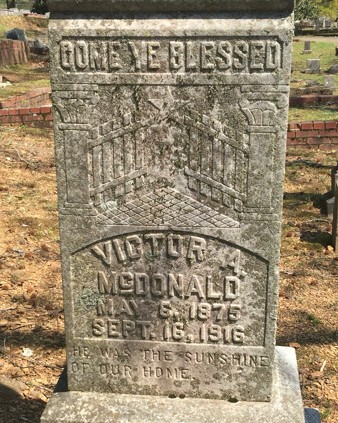 COME YE BLESSED
VICTOR A.
MCDONALD
MAY 6, 1875
SEPT. 16, 1916
HE WAS THE SUNSHINE
OF OUR HOME.